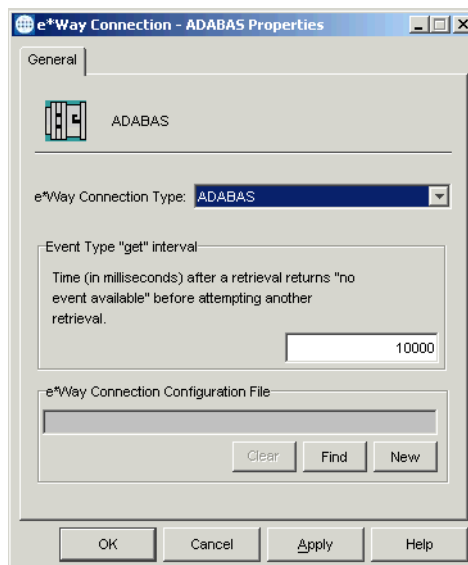 e*Way Connection - ADABAS Properties
General
ADABAS
e*Way Connection Type: ADABAS
Event Type "get" interval
Time (in milliseconds) after a retrieval returns "no
event available" before attempting another
retrieval.
10000
e*Way Connection Configuration File
Clear Find New
OK Cancel Apply Help